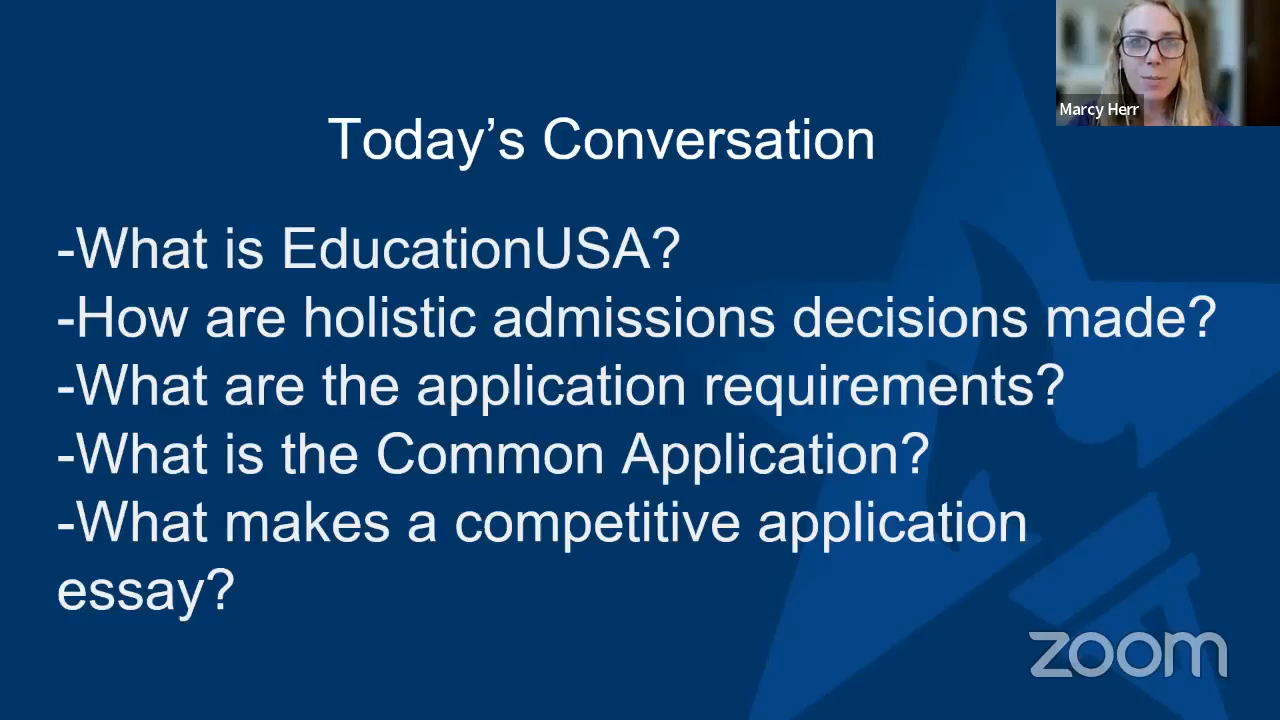 Marcy Herr
Today’s Conversation
-What is EducationUSA?
-How are holistic admissions decisions made?
-What are the application requirements?
-What is the Common Application?
-What makes a competitive application
essay?
zoom